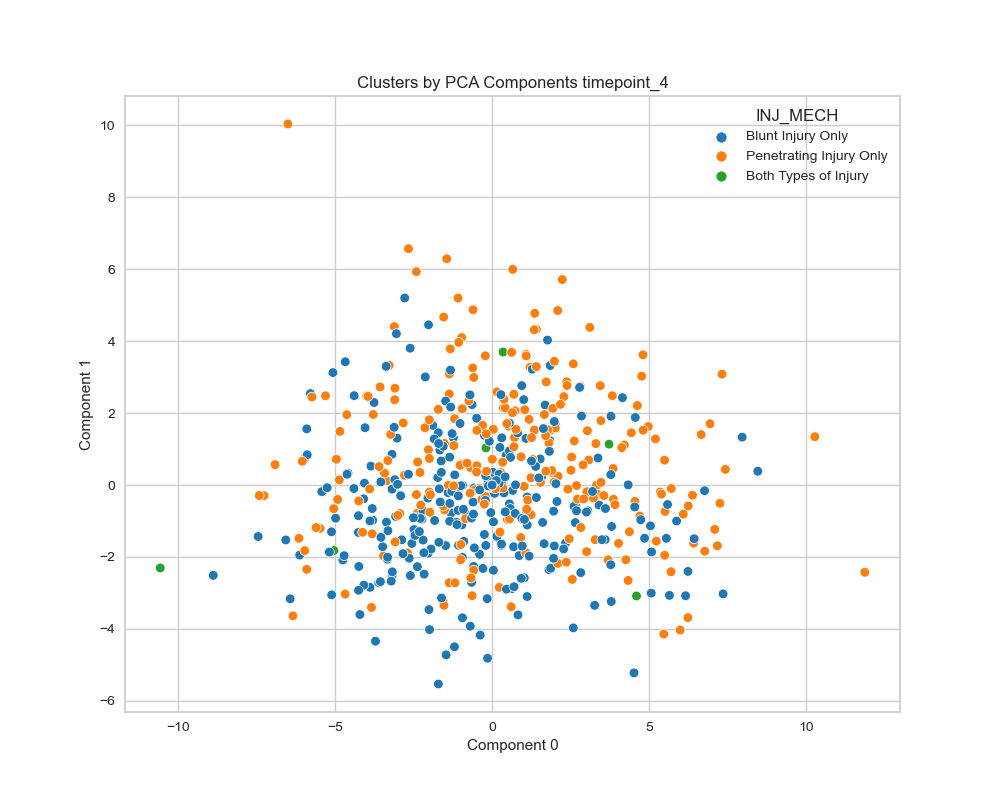 Clusters by PCA Components timepoint_4
INJ_MECH
Blunt Injury Only
Penetrating Injury Only
Both Types of Injury
10
8
6
4
2
0
−2
−4
−6
Component 1
−10
−5
0
5
10
Component 0